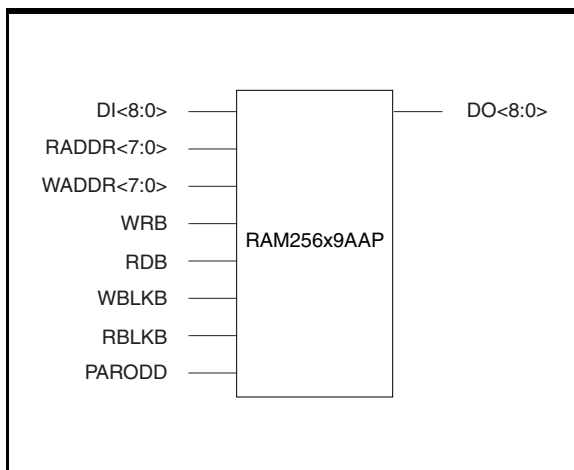 DI<8:0>
DO<8:0>
RADDR<7:0>
WADDR<7:0>
WRB
RAM256x9AAP
RDB
WBLKB
RBLKB
PARODD